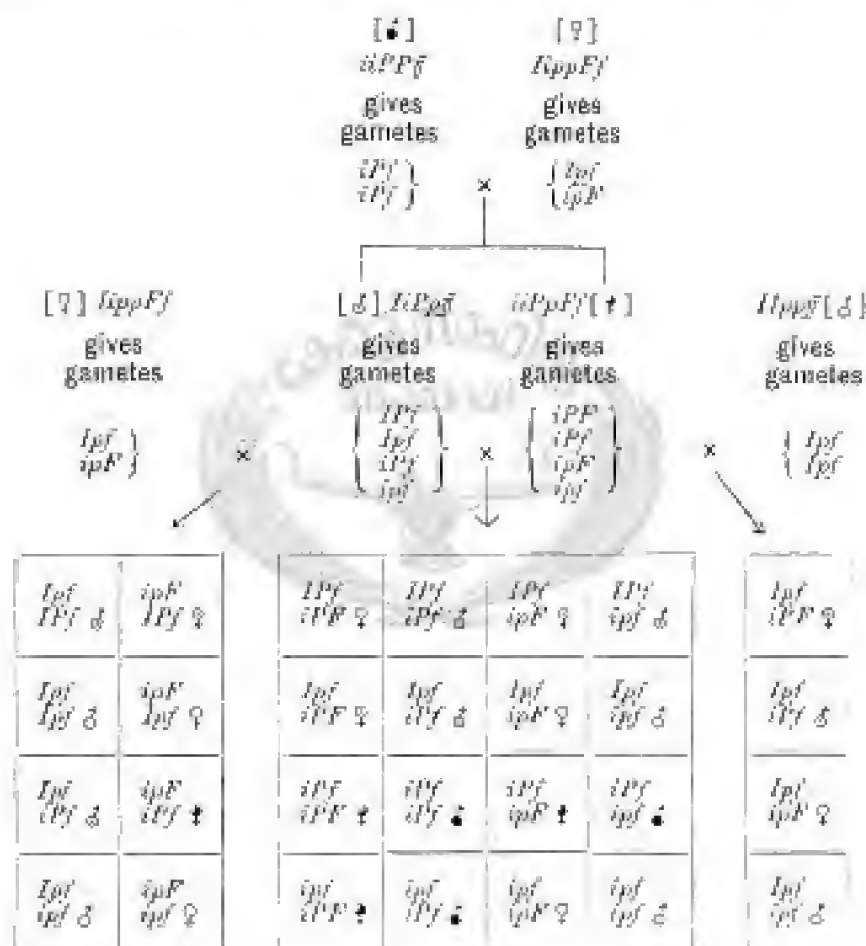 [♂] [♀]
iiPPff IippFf
gives gives
gametes gametes
iPf } × { Ipf
iPf } { ipF
[♀] IippFf [♂] IiPpff iiPpFf [♀] IIppff [♂]
gives gives gives gives
gametes gametes gametes gametes
Ipf } × { IPf } × { iPF } × { Ipf
ipF } { Ipf } { iPf } { Ipf
{ iPf } { ipF }
{ ipf } { ipf }
Ipf ipF IPf IPf IPf IPf Ipf
IPf ♂ IPf ♀ iPF ♀ iPf ♂ ipF ♀ ipf ♂ iPF ♀
Ipf ipF Ipf Ipf Ipf Ipf Ipf
Ipf ♂ Ipf ♀ iPF ♀ iPf ♂ ipF ♀ ipf ♂ iPf ♂
Ipf ipF iPf iPf iPf iPf Ipf
iPf ♂ iPf ♀ iPF ♀ iPf ♂ ipF ♀ ipf ♂ ipF ♀
Ipf ipF ipf ipf ipf ipf Ipf
ipf ♂ ipf ♀ iPF ♀ iPf ♂ ipF ♀ ipf ♂ ipf ♂